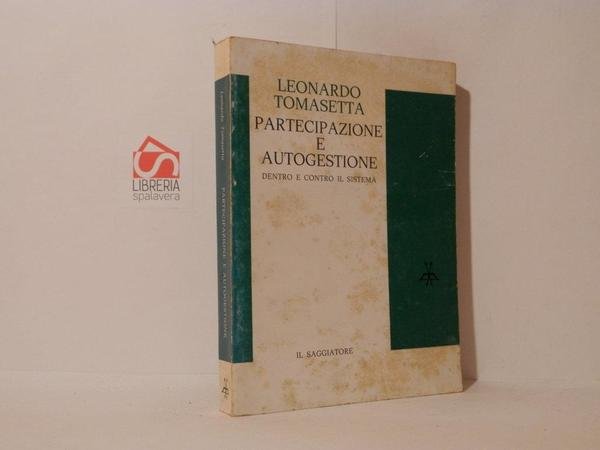 LEONARDO
TOMASETTA
PARTECIPAZIONE
E
AUTOGESTIONE
DENTRO E CONTRO IL SISTEMA
IL SAGGIATORE
Leonardo Tomasetta
PARTECIPAZIONE E AUTOGESTIONE
LIBRERIA
spalavera